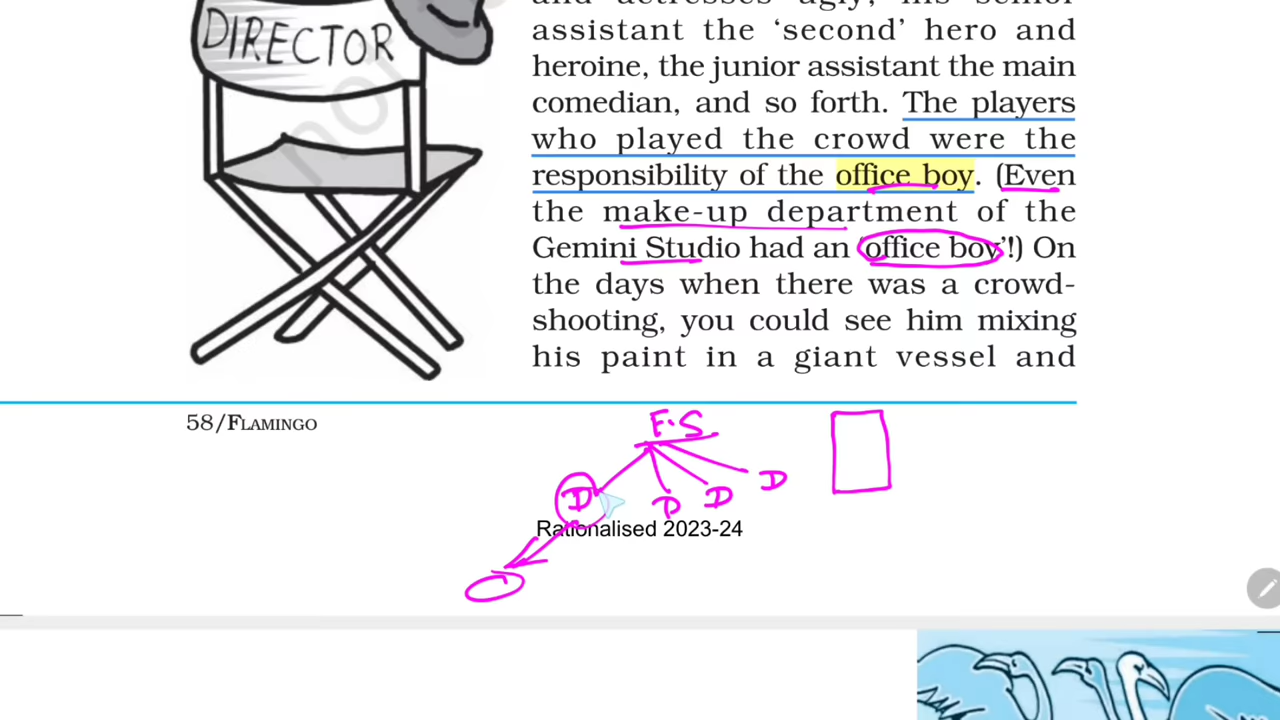 DIRECTOR
and actresses ugly, his senior
assistant the ‘second’ hero and
heroine, the junior assistant the main
comedian, and so forth. The players
who played the crowd were the
responsibility of the office boy. (Even
the make-up department of the
Gemini Studio had an ‘office boy’!) On
the days when there was a crowd-
shooting, you could see him mixing
his paint in a giant vessel and
58/FLAMINGO
F.S
D D D D
Rationalised 2023-24